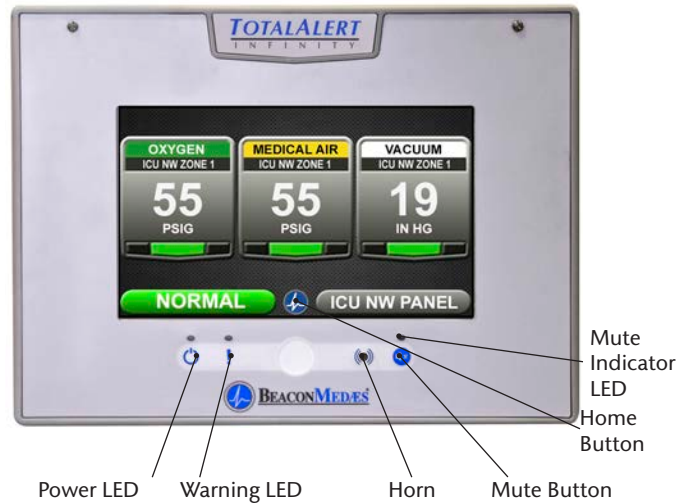 TOTALALERT
INFINITY
OXYGEN
ICU NW ZONE 1
55
PSIG
MEDICAL AIR
ICU NW ZONE 1
55
PSIG
VACUUM
ICU NW ZONE 1
19
IN HG
NORMAL
ICU NW PANEL
BEACONMEDÆS
Mute
Indicator
LED
Home
Button
Power LED
Warning LED
Horn
Mute Button